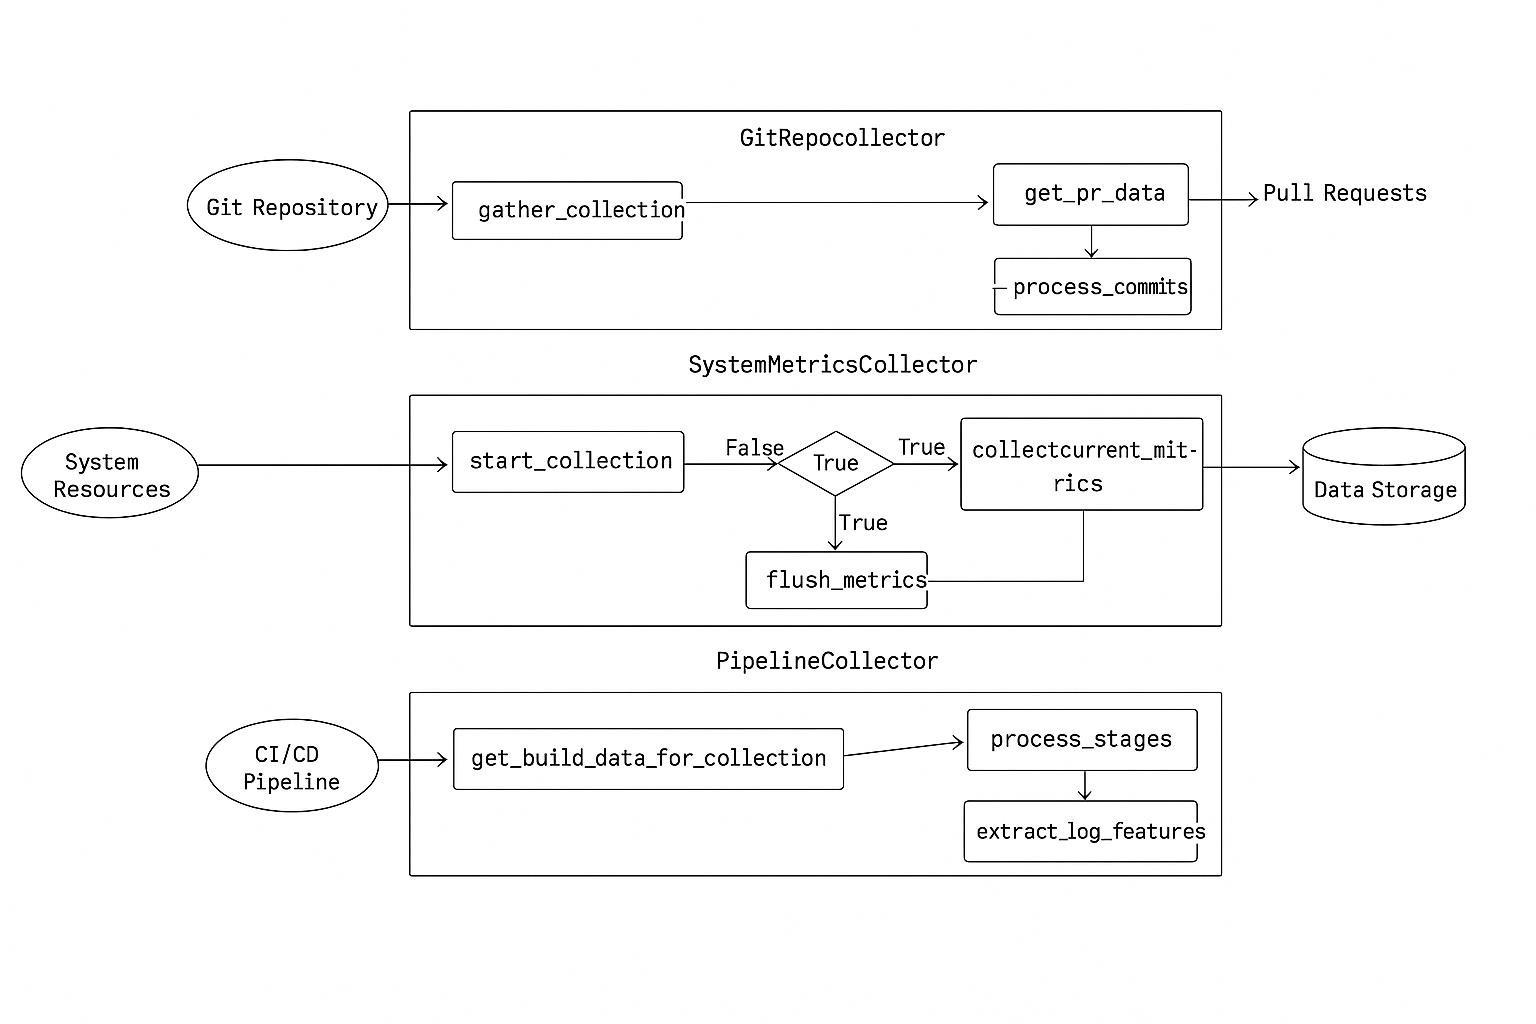 GitRepocollector
Git Repository
gather_collection
get_pr_data
Pull Requests
process_commits
SystemMetricsCollector
System
Resources
start_collection
False
True
True
collectcurrent_mit-
rics
Data Storage
True
flush_metrics
PipelineCollector
CI/CD
Pipeline
get_build_data_for_collection
process_stages
extract_log_features